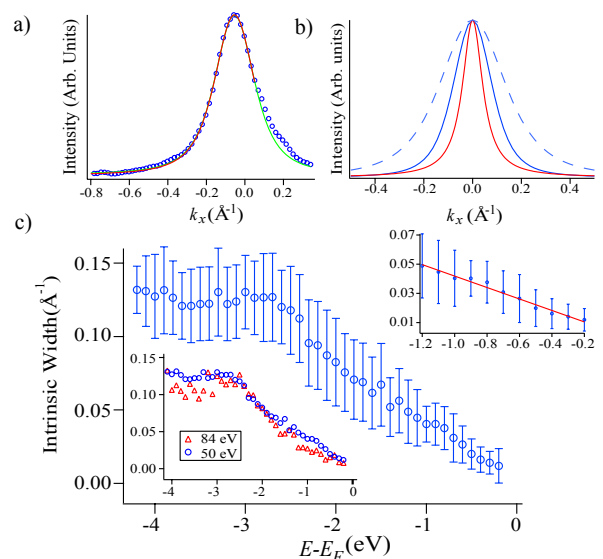 a)
b)
Intensity (Arb. Units)
-0.8 -0.6 -0.4 -0.2 0.0 0.2
kx(Å-1)
Intensity (Arb. units)
-0.4 -0.2 0.0 0.2 0.4
kx(Å-1)
c)
Intrinsic Width(Å-1)
0.15
0.10
0.05
0.00
-4 -3 -2 -1 0
E-EF(eV)
0.07
0.05
0.03
0.01
-1.2 -1.0 -0.8 -0.6 -0.4 -0.2
0.15
0.10
0.05
0.00
84 eV
50 eV
-4 -3 -2 -1 0